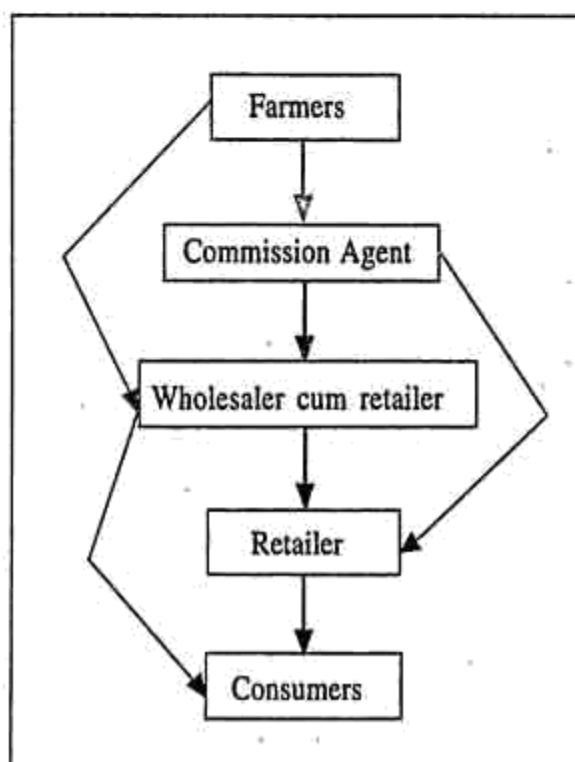 Farmers
Commission Agent
Wholesaler cum retailer
Retailer
Consumers